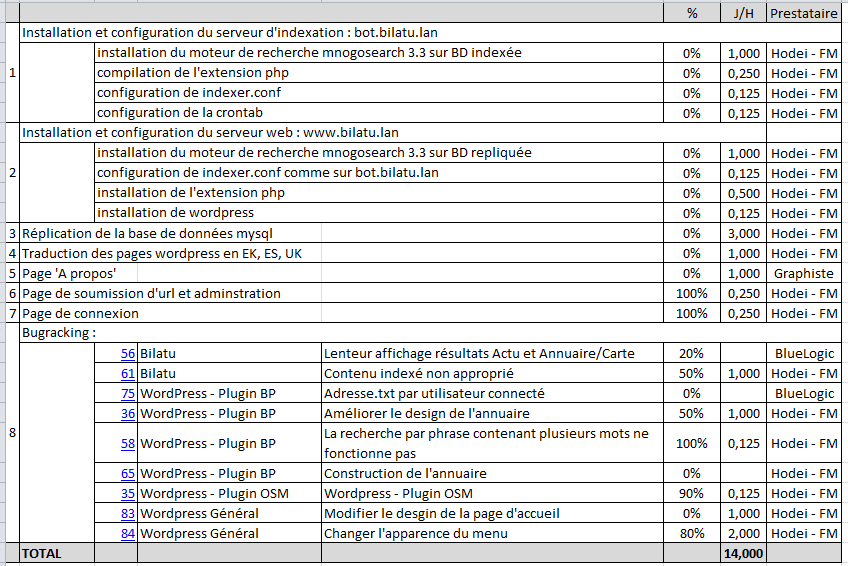 % J/H Prestataire
1 Installation et configuration du serveur d'indexation : bot.bilatu.lan
installation du moteur de recherche mnogosearch 3.3 sur BD indexée 0% 1,000 Hodei - FM
compilation de l'extension php 0% 0,250 Hodei - FM
configuration de indexer.conf 0% 0,125 Hodei - FM
configuration de la crontab 0% 0,125 Hodei - FM
2 Installation et configuration du serveur web : www.bilatu.lan
installation du moteur de recherche mnogosearch 3.3 sur BD repliquée 0% 1,000 Hodei - FM
configuration de indexer.conf comme sur bot.bilatu.lan 0% 0,125 Hodei - FM
installation de l'extension php 0% 0,500 Hodei - FM
installation de wordpress 0% 0,125 Hodei - FM
3 Réplication de la base de données mysql 0% 3,000 Hodei - FM
4 Traduction des pages wordpress en EK, ES, UK 0% 1,000 Hodei - FM
5 Page 'A propos' 0% 1,000 Graphiste
6 Page de soumission d'url et adminstration 100% 0,250 Hodei - FM
7 Page de connexion 100% 0,250 Hodei - FM
8 Bugracking :
56 Bilatu Lenteur affichage résultats Actu et Annuaire/Carte 20% BlueLogic
61 Bilatu Contenu indexé non approprié 50% 1,000 Hodei - FM
75 WordPress - Plugin BP Adresse.txt par utilisateur connecté 0% BlueLogic
36 WordPress - Plugin BP Améliorer le design de l'annuaire 50% 1,000 Hodei - FM
58 WordPress - Plugin BP La recherche par phrase contenant plusieurs mots ne
fonctionne pas 100% 0,125 Hodei - FM
65 WordPress - Plugin BP Construction de l'annuaire 0% Hodei - FM
35 Wordpress - Plugin OSM Wordpress - Plugin OSM 90% 0,125 Hodei - FM
83 Wordpress Général Modifier le desgin de la page d'accueil 0% 1,000 Hodei - FM
84 Wordpress Général Changer l'apparence du menu 80% 2,000 Hodei - FM
TOTAL 14,000